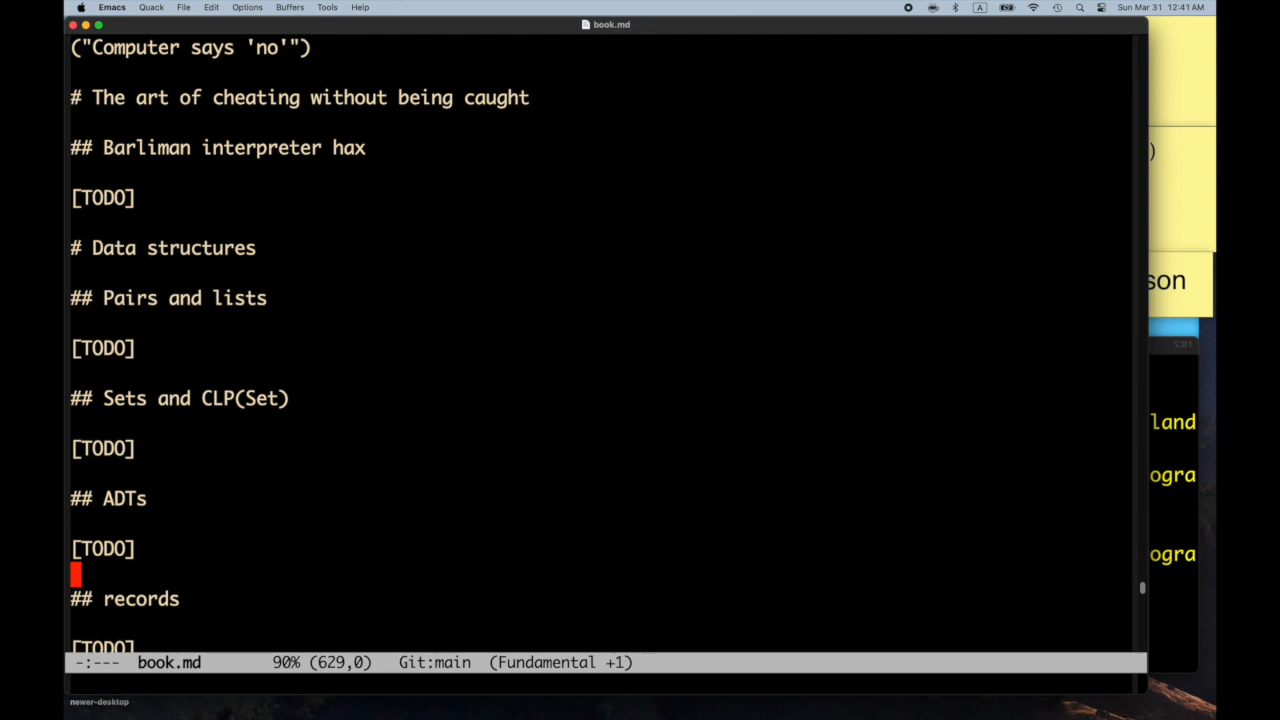 Emacs Quack File Edit Options Buffers Tools Help A Sun Mar 31 12:41 AM
book.md
("Computer says 'no'")
# The art of cheating without being caught
## Barliman interpreter hax
)
[TODO]
# Data structures
son
## Pairs and lists
⌥⌘1
[TODO]
## Sets and CLP(Set)
land
[TODO]
ogra
## ADTs
[TODO]
ogra
## records
[TODO]
-:--- book.md 90% (629,0) Git:main (Fundamental +1)
newer-desktop